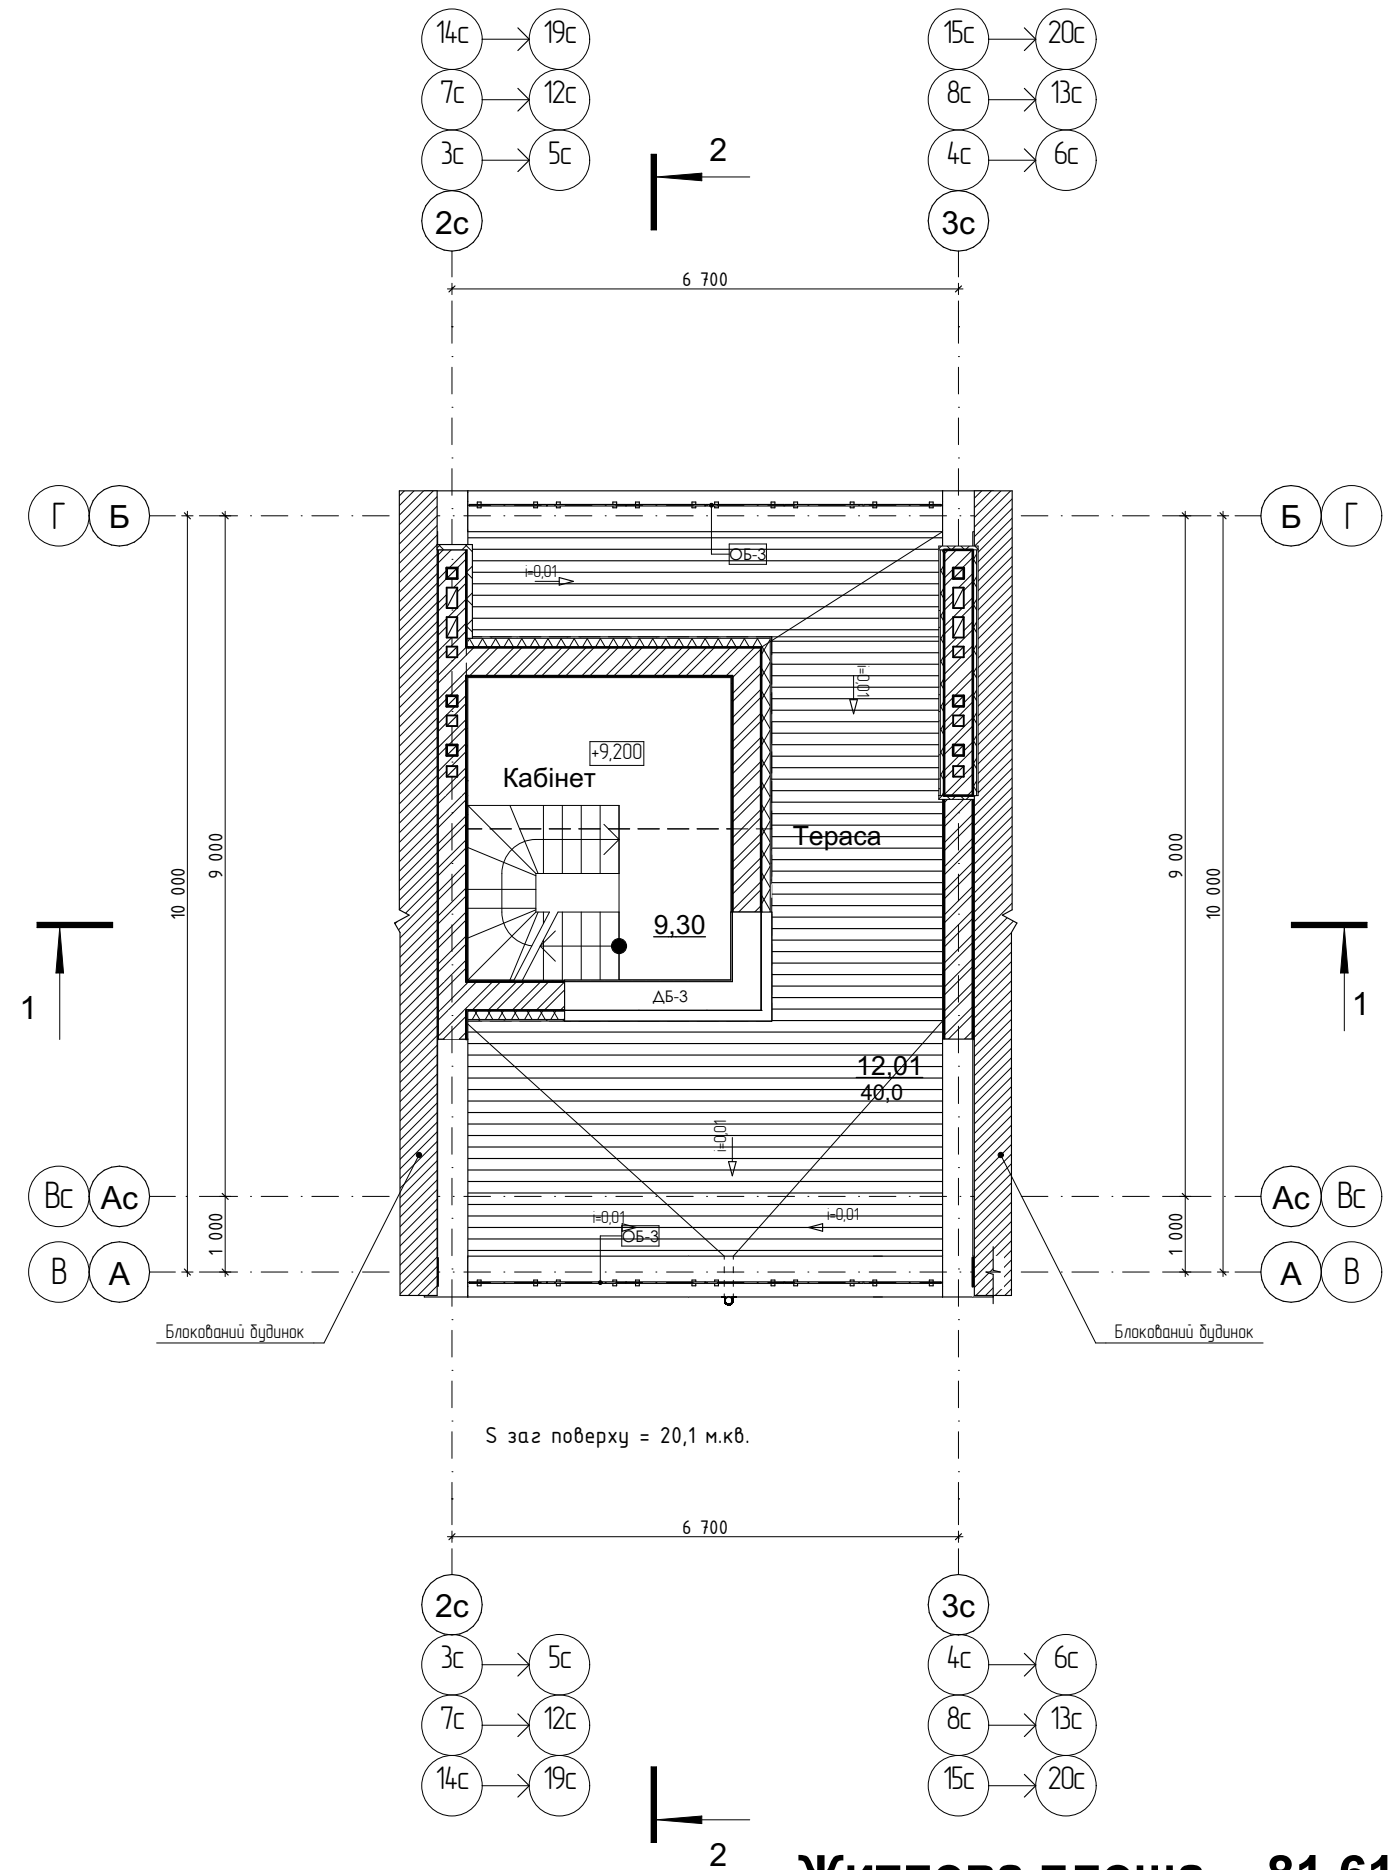 14с 19с 15с 20с
7с 12с 8с 13с
3с 5с 2 4с 6с
2с 3с
6 700
Г Б Б Г
ОБ-3
i=0,01
i=0,01
+9,200
Кабінет
Тераса
9 000 9 000
10 000 10 000
9,30
ДБ-3
1 1
12,01
40,0
i=0,01
Вс Ас Ас Вс
i=0,01 i=0,01
ОБ-3
1 000 1 000
В А А В
Блокований будинок Блокований будинок
S заг поверху = 20,1 м.кв.
6 700
2с 3с
3с 5с 4с 6с
7с 12с 8с 13с
14с 19с 15с 20с
2
Житлова площа 81,61